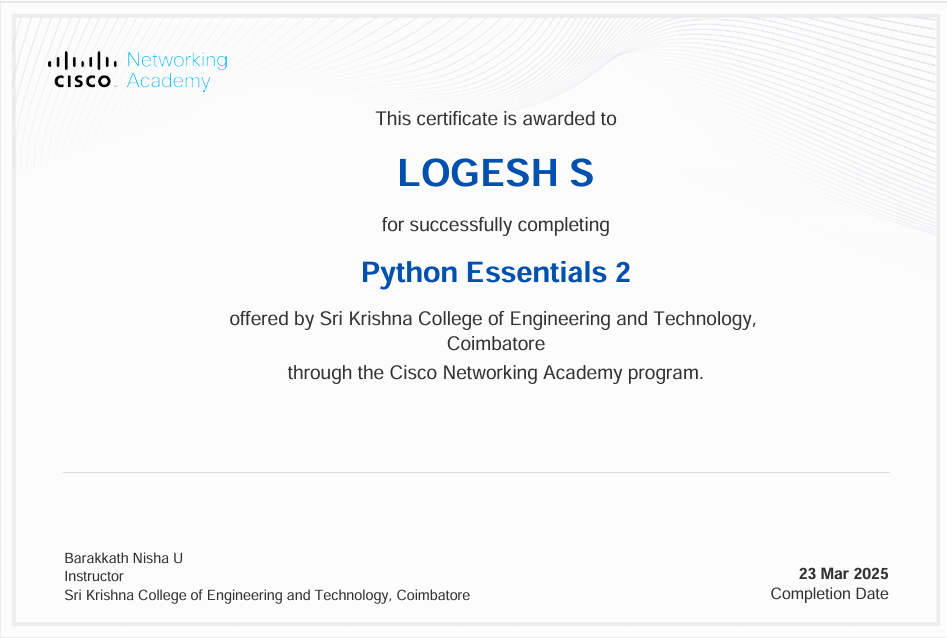 Networking
CISCO Academy
This certificate is awarded to
LOGESH S
for successfully completing
Python Essentials 2
offered by Sri Krishna College of Engineering and Technology,
Coimbatore
through the Cisco Networking Academy program.
Barakkath Nisha U
Instructor
Sri Krishna College of Engineering and Technology, Coimbatore
23 Mar 2025
Completion Date